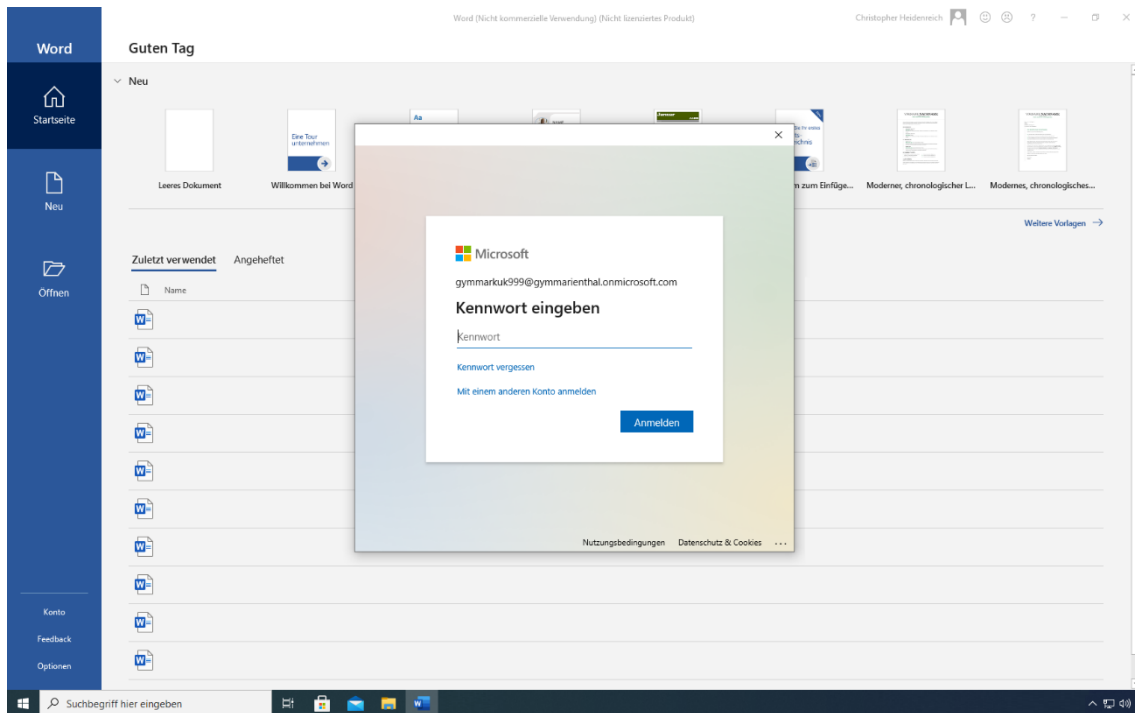 Word (Nicht kommerzielle Verwendung) (Nicht lizenziertes Produkt)
Christopher Heidenreich
?
Word
Guten Tag
Neu
Startseite
Neu
Öffnen
Eine Tour
unternehmen
Aa
Leeres Dokument
Willkommen bei Word
zum Einfüge...
Moderner, chronologischer L...
Modernes, chronologisches...
Weitere Vorlagen
Zuletzt verwendet
Angeheftet
Name
Microsoft
gymmarkuk999@gymmarienthal.onmicrosoft.com
Kennwort eingeben
Kennwort
Kennwort vergessen
Mit einem anderen Konto anmelden
Anmelden
Nutzungsbedingungen
Datenschutz & Cookies
...
Konto
Feedback
Optionen
Suchbegriff hier eingeben